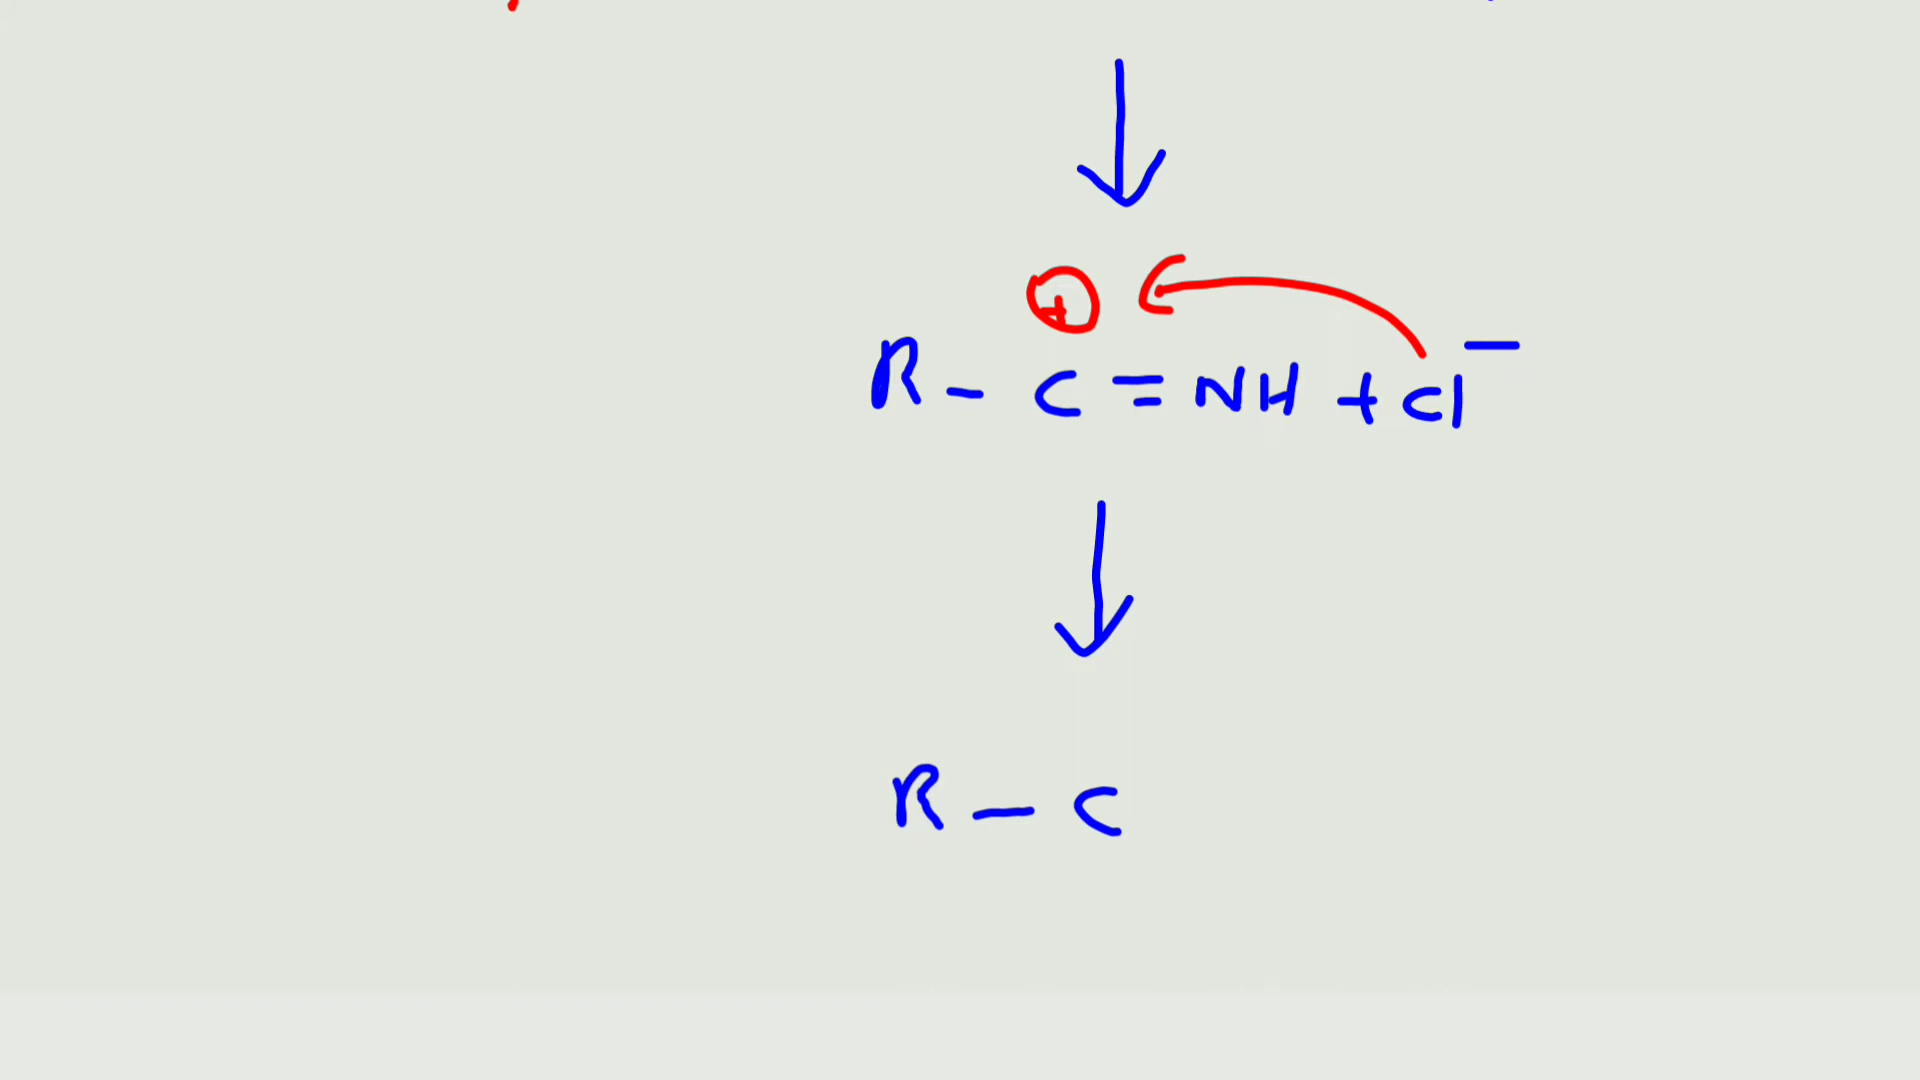 ⊕
R - C = NH + Cl⁻
R - C